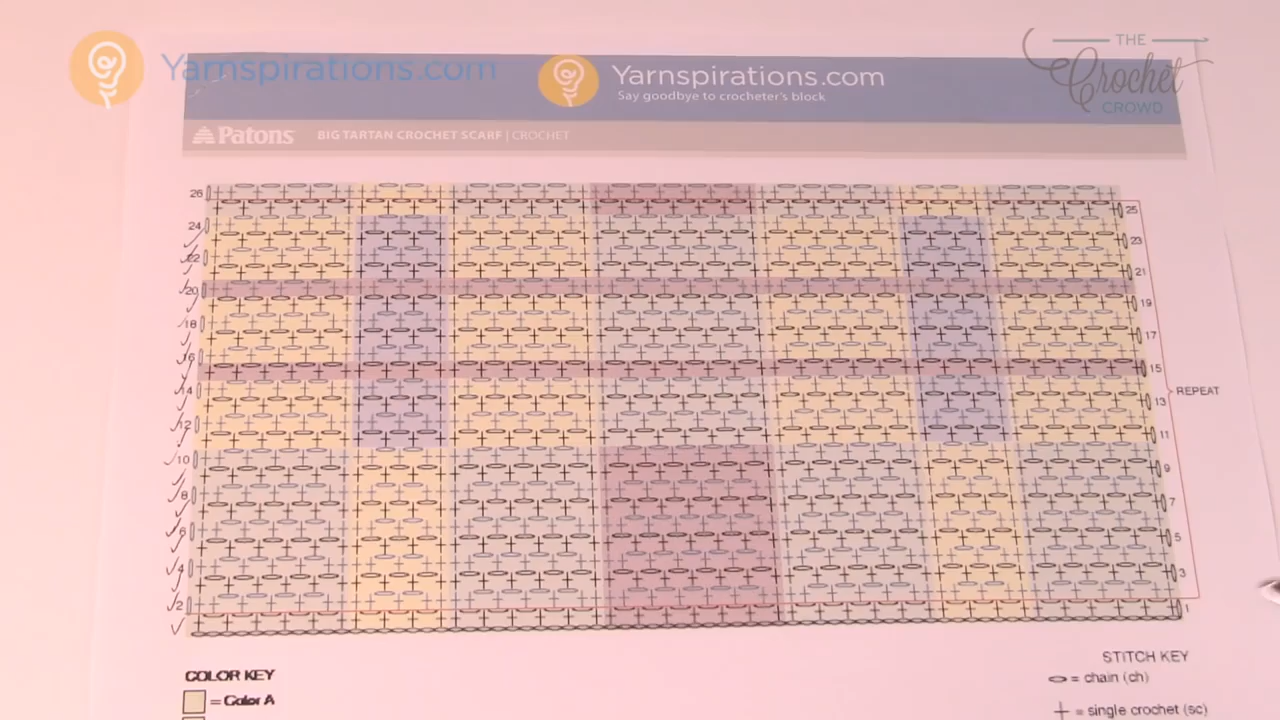 Yarnspirations.com
Yarnspirations.com
Say goodbye to crocheter's block
THE
Crochet
CROWD
Patons BIG TARTAN CROCHET SCARF | CROCHET
26
25
24
23
22
21
20
19
18
17
16
15
14
13
12
11
10
9
8
7
6
5
4
3
2
1
REPEAT
COLOR KEY
= Color A
STITCH KEY
= chain (ch)
= single crochet (sc)